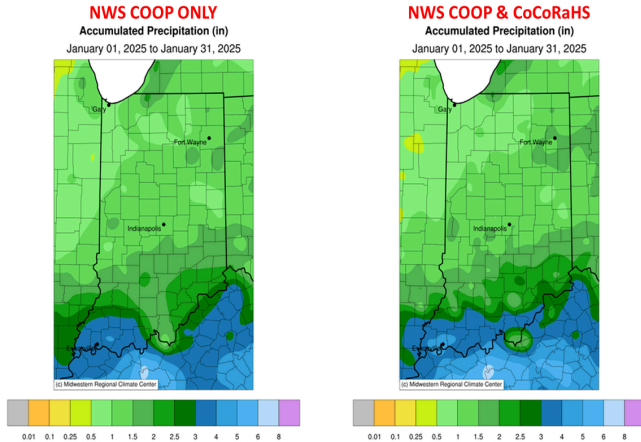 NWS COOP ONLY
Accumulated Precipitation (in)
January 01, 2025 to January 31, 2025
Gary
Fort Wayne
Indianapolis
Evansville
(c) Midwestern Regional Climate Center
0.01 0.1 0.25 0.5 1 1.5 2 2.5 3 4 5 6 8
NWS COOP & CoCoRaHS
Accumulated Precipitation (in)
January 01, 2025 to January 31, 2025
Gary
Fort Wayne
Indianapolis
Evansville
(c) Midwestern Regional Climate Center
0.01 0.1 0.25 0.5 1 1.5 2 2.5 3 4 5 6 8